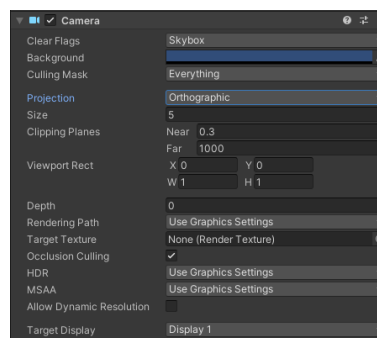 Camera
Clear Flags Skybox
Background
Culling Mask Everything
Projection Orthographic
Size 5
Clipping Planes Near 0.3
Far 1000
Viewport Rect X 0 Y 0
W 1 H 1
Depth 0
Rendering Path Use Graphics Settings
Target Texture None (Render Texture)
Occlusion Culling
HDR Use Graphics Settings
MSAA Use Graphics Settings
Allow Dynamic Resolution
Target Display Display 1